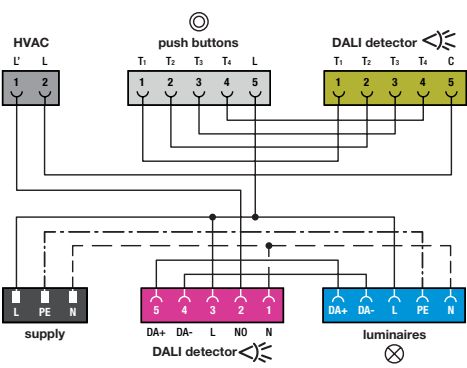 HVAC
push buttons
DALI detector
L' L
T1 T2 T3 T4 L
T1 T2 T3 T4 C
1 2
1 2 3 4 5
1 2 3 4 5
L PE N
5 4 3 2 1
DA+ DA- L PE N
supply
DA+ DA- L NO N
luminaires
DALI detector